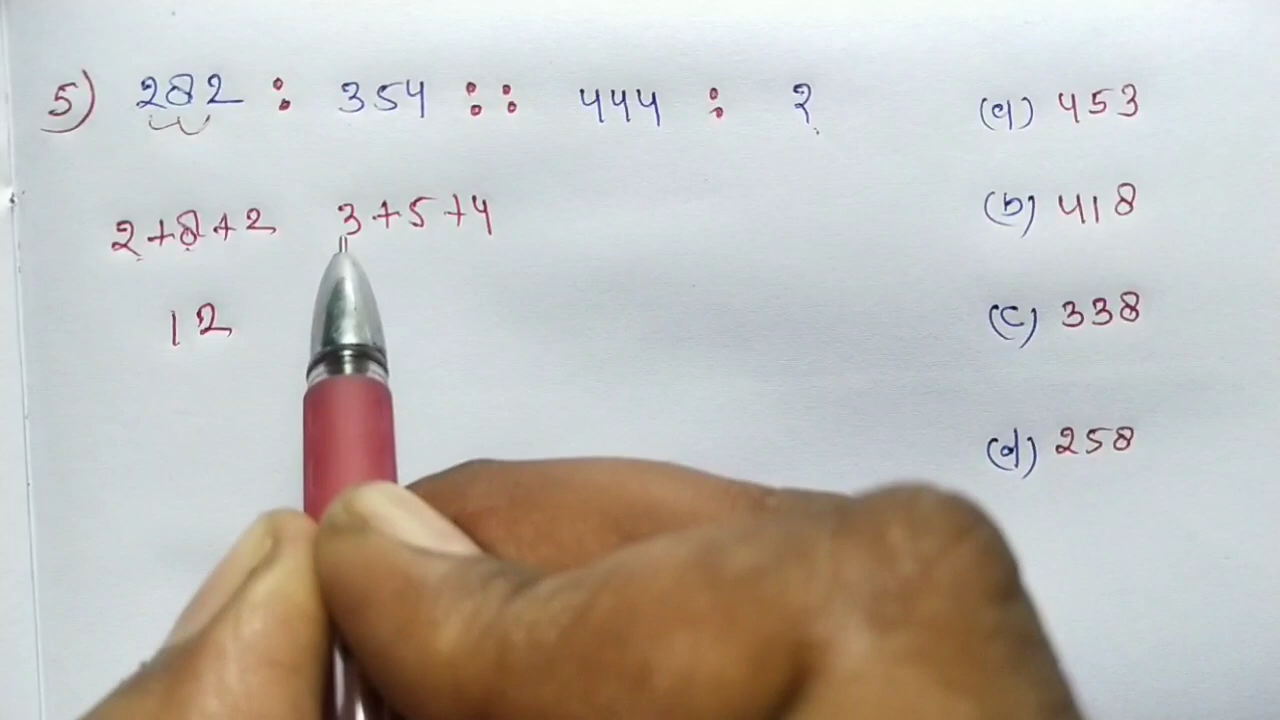 5) 282 : 354 :: 444 : ?
(a) 453
(b) 418
(c) 338
(d) 258
2+8+2 3+5+4
12